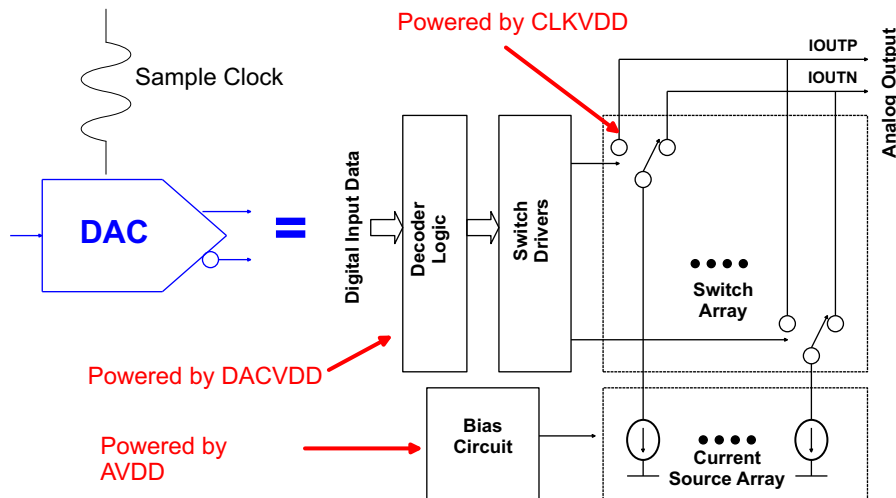 Powered by CLKVDD
Sample Clock
IOUTP
IOUTN
Analog Output
DAC
=
Digital Input Data
Decoder
Logic
Switch
Drivers
Switch
Array
Powered by DACVDD
Powered by
AVDD
Bias
Circuit
Current
Source Array